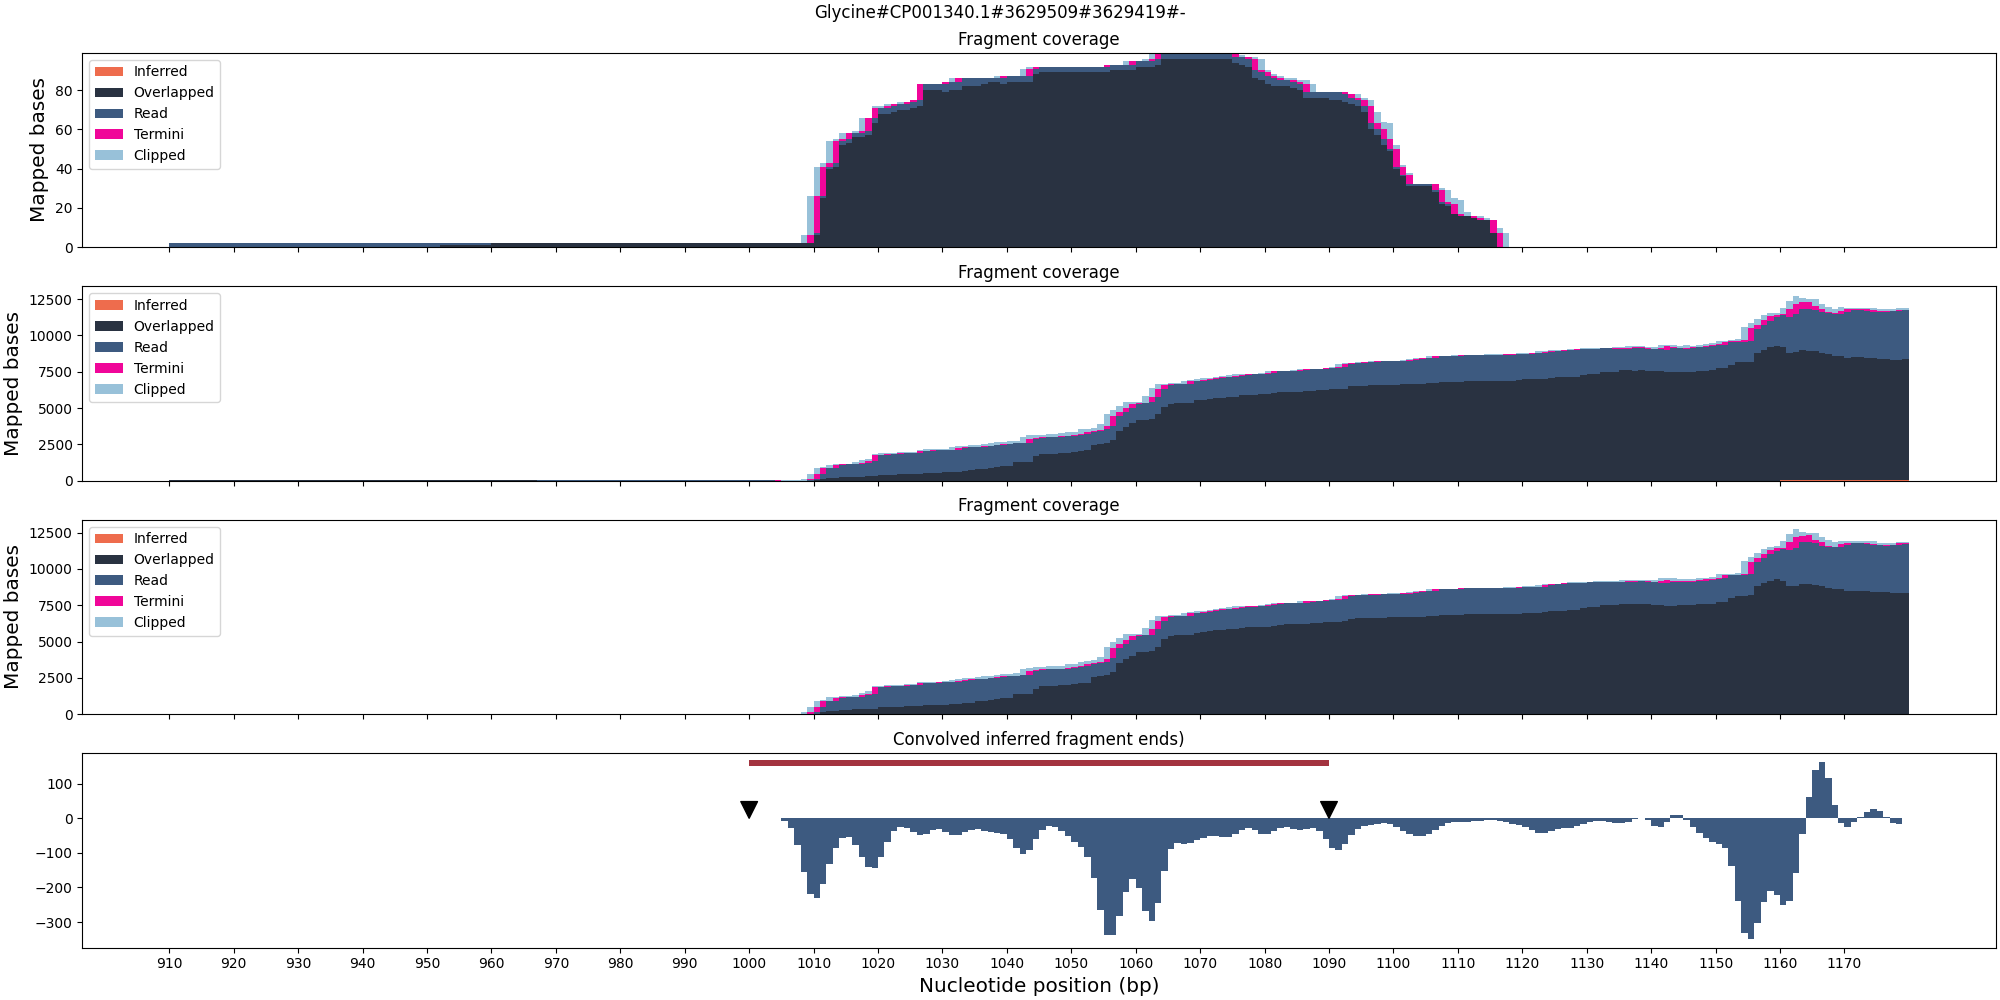 Glycine#CP001340.1#3629509#3629419#-
Fragment coverage
Mapped bases
80
60
40
20
0
Inferred
Overlapped
Read
Termini
Clipped
Fragment coverage
Mapped bases
12500
10000
7500
5000
2500
0
Inferred
Overlapped
Read
Termini
Clipped
Fragment coverage
Mapped bases
12500
10000
7500
5000
2500
0
Inferred
Overlapped
Read
Termini
Clipped
Convolved inferred fragment ends)
100
0
−100
−200
−300
910 920 930 940 950 960 970 980 990 1000 1010 1020 1030 1040 1050 1060 1070 1080 1090 1100 1110 1120 1130 1140 1150 1160 1170
Nucleotide position (bp)